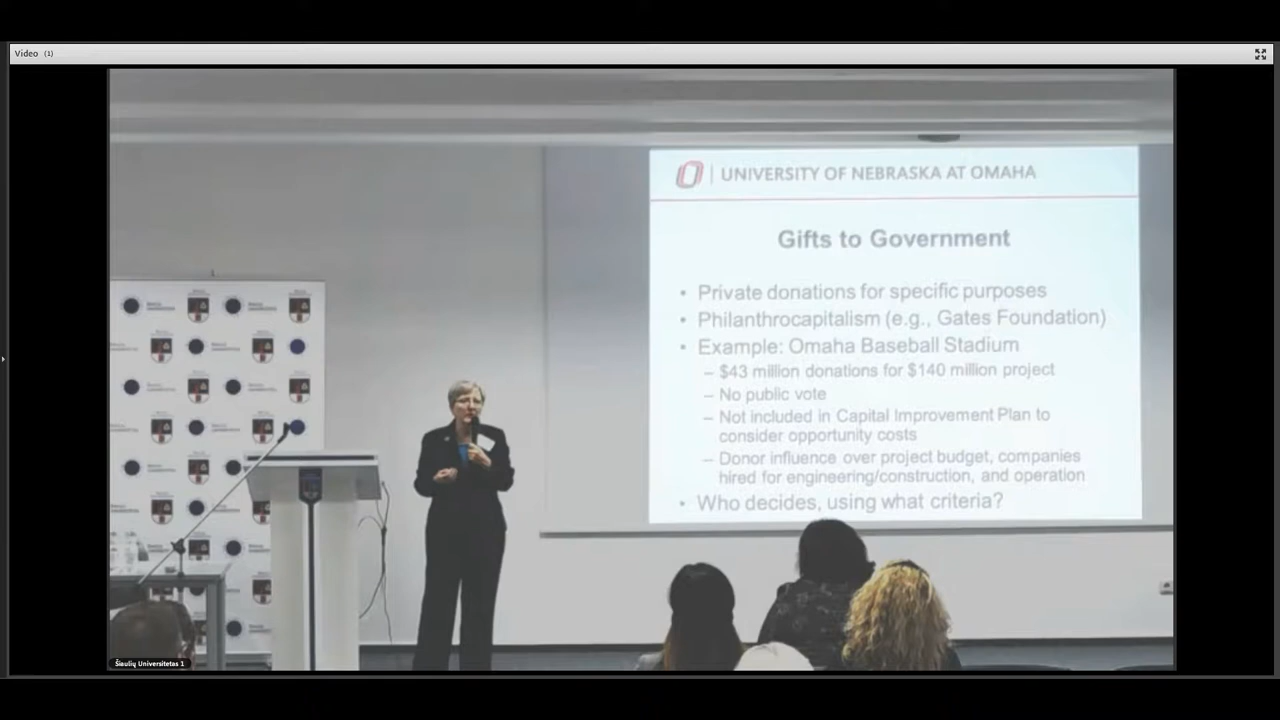 Video (1)
UNIVERSITY OF NEBRASKA AT OMAHA
Gifts to Government
• Private donations for specific purposes
• Philanthrocapitalism (e.g., Gates Foundation)
• Example: Omaha Baseball Stadium
– $43 million donations for $140 million project
– No public vote
– Not included in Capital Improvement Plan to
consider opportunity costs
– Donor influence over project budget, companies
hired for engineering/construction, and operation
• Who decides, using what criteria?
Šiaulių Universitetas 1